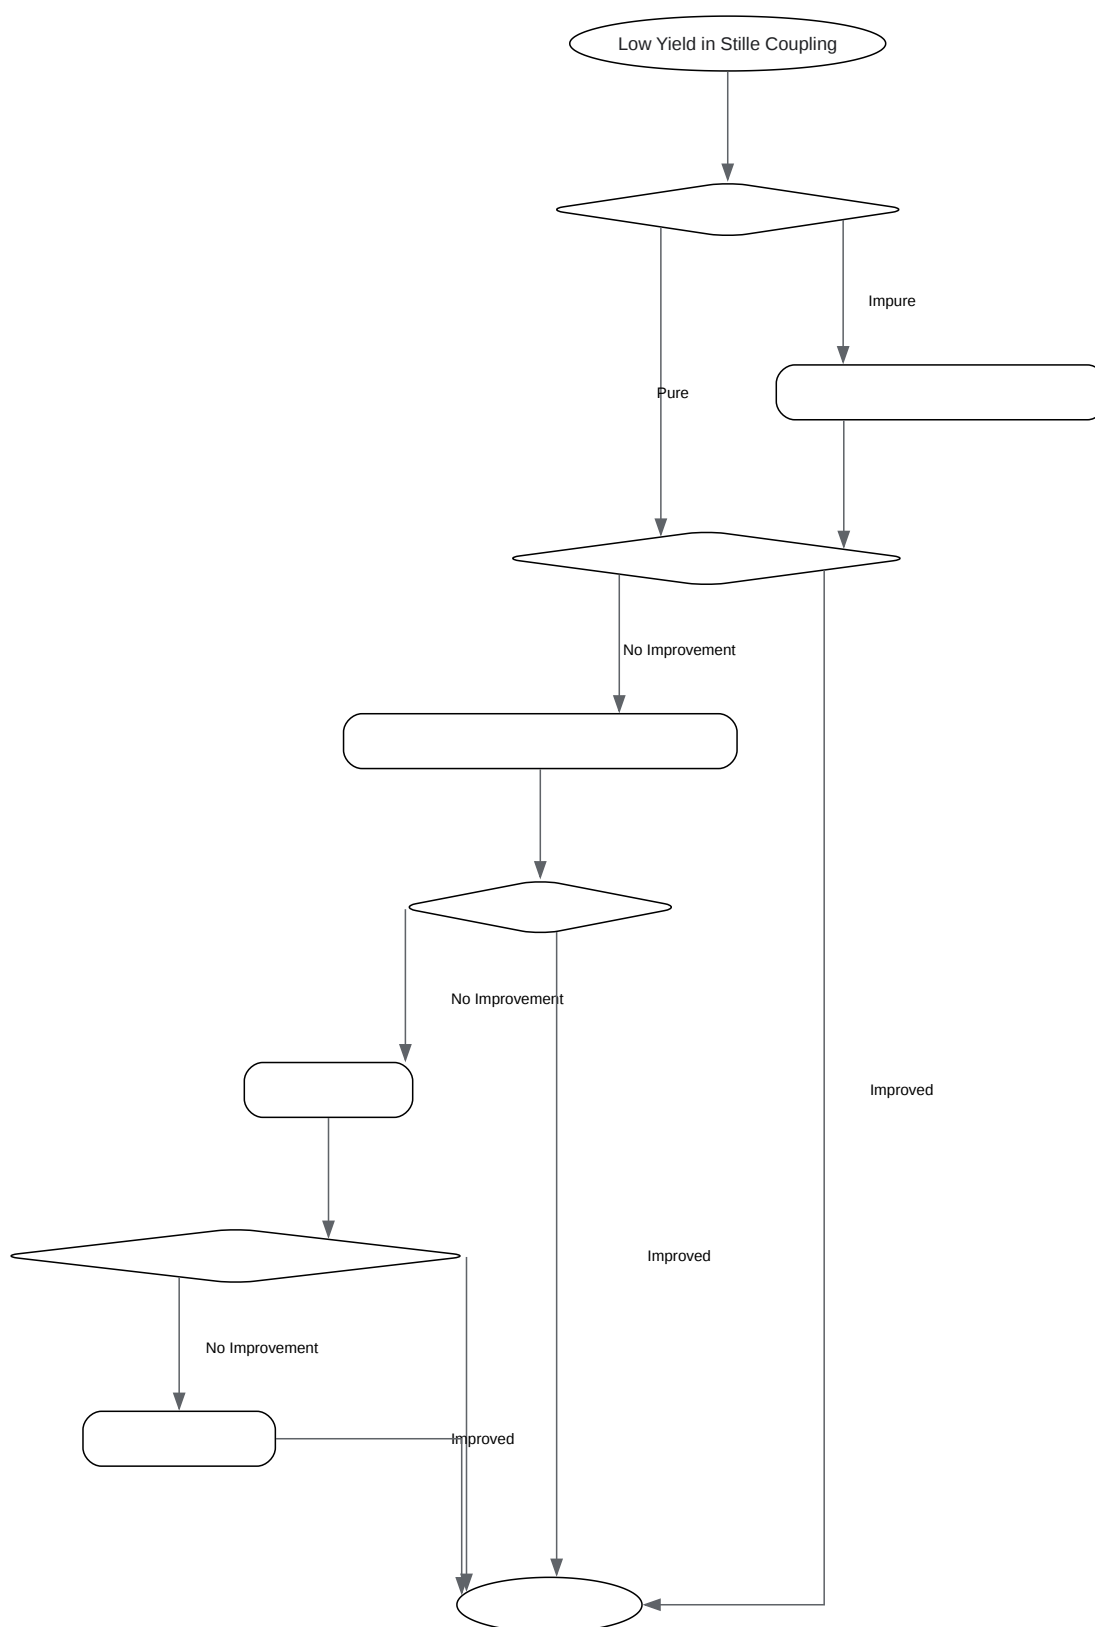 Low Yield in Stille Coupling
Impure
Pure
No Improvement
No Improvement
Improved
Improved
No Improvement
Improved